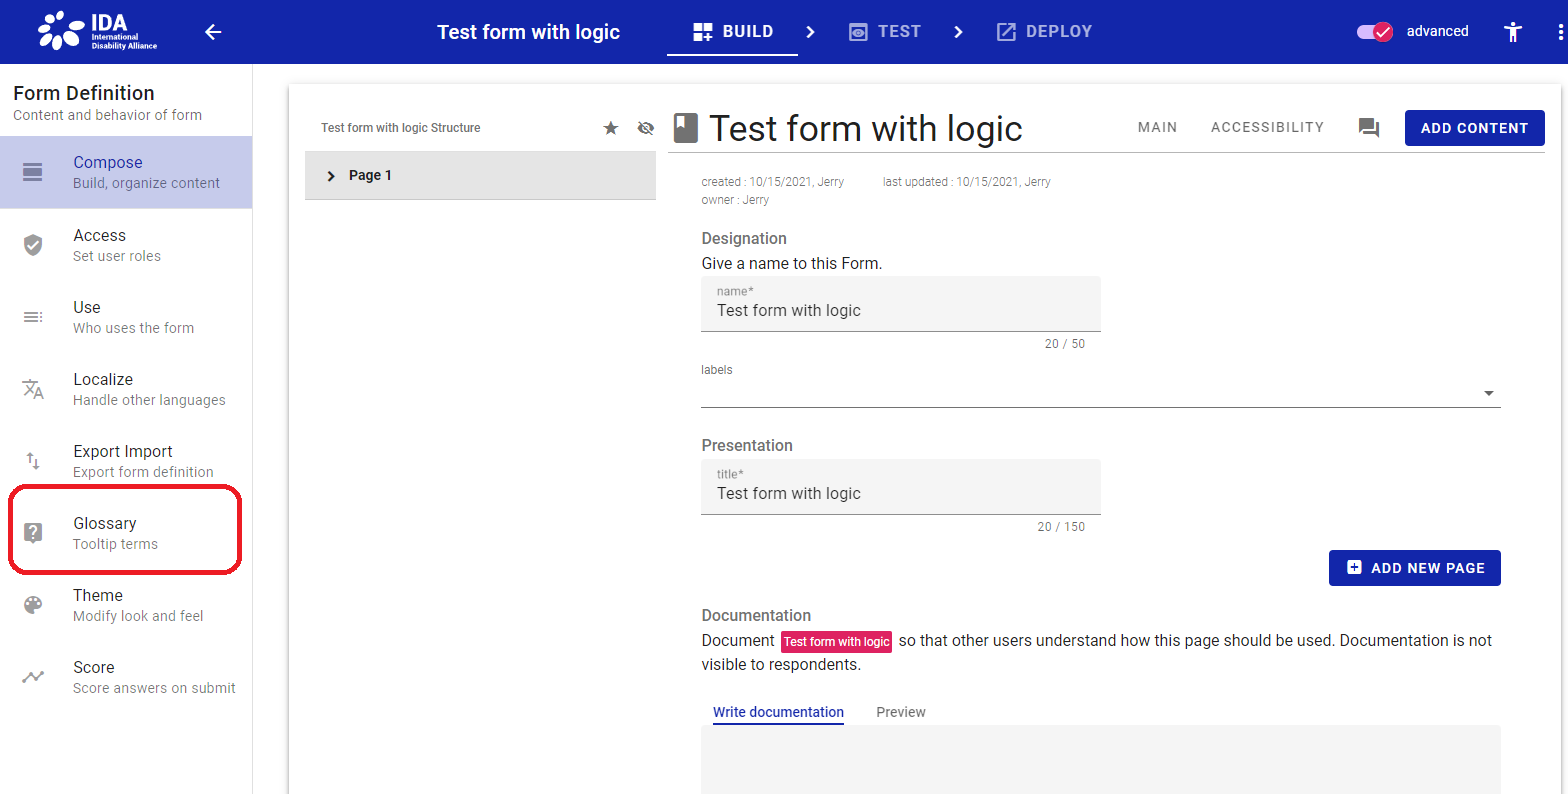 IDA
International
Disability Alliance
Test form with logic
BUILD
TEST
DEPLOY
advanced
Form Definition
Content and behavior of form
Compose
Build, organize content
Access
Set user roles
Use
Who uses the form
Localize
Handle other languages
Export Import
Export form definition
Glossary
Tooltip terms
Theme
Modify look and feel
Score
Score answers on submit
Test form with logic Structure
Page 1
Test form with logic
MAIN
ACCESSIBILITY
ADD CONTENT
created : 10/15/2021, Jerry
last updated : 10/15/2021, Jerry
owner : Jerry
Designation
Give a name to this Form.
name*
Test form with logic
20 / 50
labels
Presentation
title*
Test form with logic
20 / 150
ADD NEW PAGE
Documentation
Document Test form with logic so that other users understand how this page should be used. Documentation is not
visible to respondents.
Write documentation
Preview